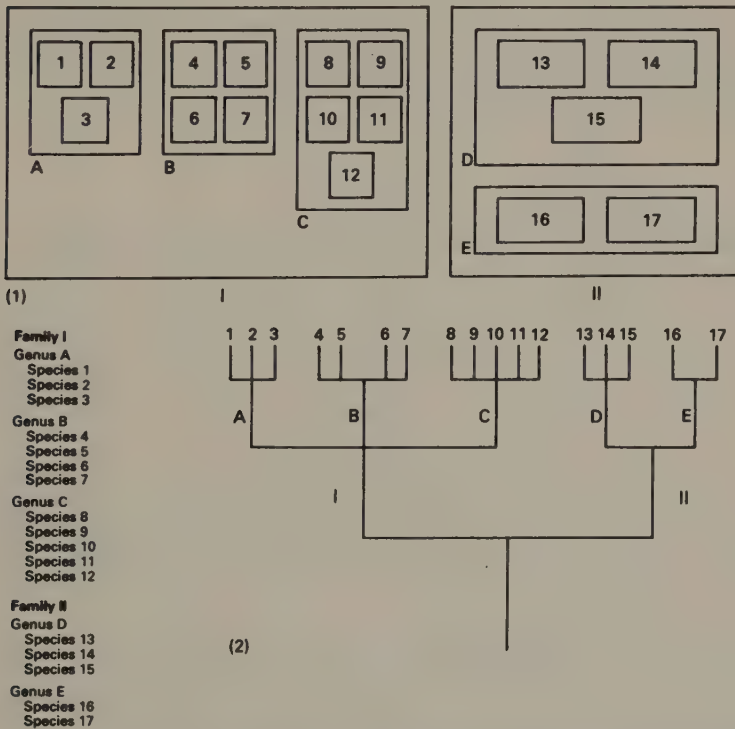 1 2
3
A
4 5
6 7
B
8 9
10 11
12
C
13 14
15
D
16 17
E
(1) I II
Family I
Genus A
Species 1
Species 2
Species 3
Genus B
Species 4
Species 5
Species 6
Species 7
Genus C
Species 8
Species 9
Species 10
Species 11
Species 12
Family II
Genus D
Species 13
Species 14
Species 15
Genus E
Species 16
Species 17
1 2 3 4 5 6 7 8 9 10 11 12 13 14 15 16 17
A B C D E
I II
(2)